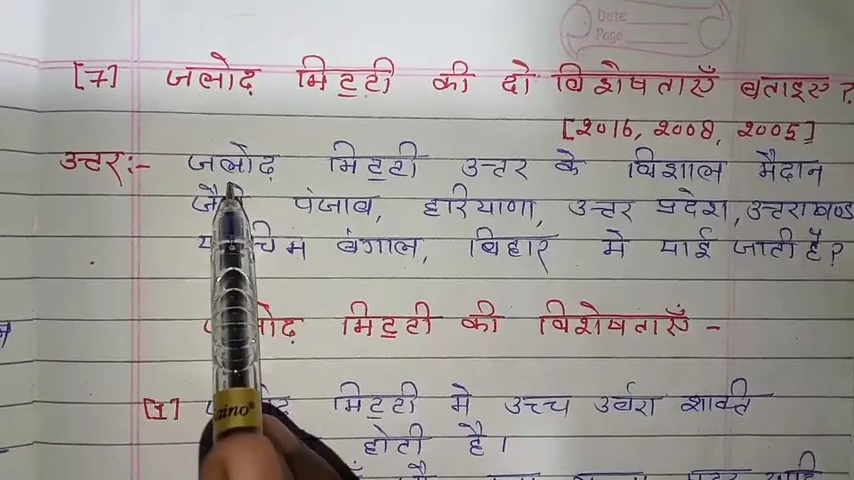 Date
Page
[7] जलोढ़ मिट्टी की दो विशेषताएँ बताइए ?
[2016, 2008, 2005]
उत्तर:- जलोढ़ मिट्टी उत्तर के विशाल मैदान
पंजाब, हरियाणा, उत्तर प्रदेश, उत्तराखण्ड
बंगाल, बिहार में पाई जाती है?
मिट्टी की विशेषताएँ -
[1] मिट्टी मे उच्च उर्वरा शक्ति
होती है।